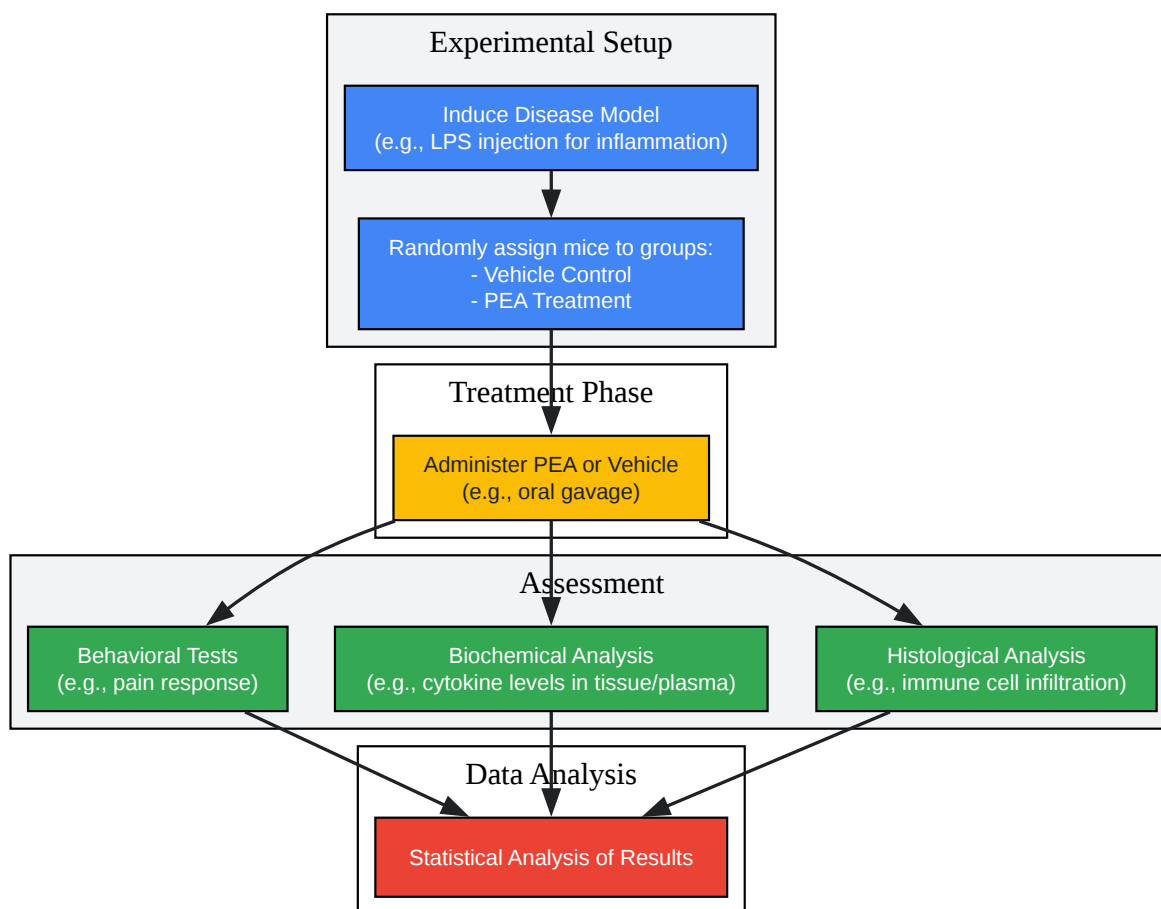 Experimental Setup
Induce Disease Model
(e.g., LPS injection for inflammation)
Randomly assign mice to groups:
- Vehicle Control
- PEA Treatment
Treatment Phase
Administer PEA or Vehicle
(e.g., oral gavage)
Assessment
Behavioral Tests
(e.g., pain response)
Biochemical Analysis
(e.g., cytokine levels in tissue/plasma)
Histological Analysis
(e.g., immune cell infiltration)
Data Analysis
Statistical Analysis of Results